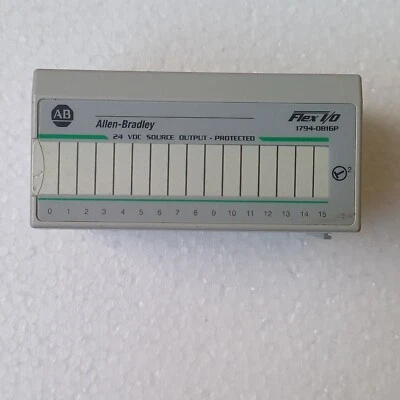 AB
Allen-Bradley
Flex I/O
1794-OB16P
24 VDC SOURCE OUTPUT - PROTECTED
2
0 1 2 3 4 5 6 7 8 9 10 11 12 13 14 15